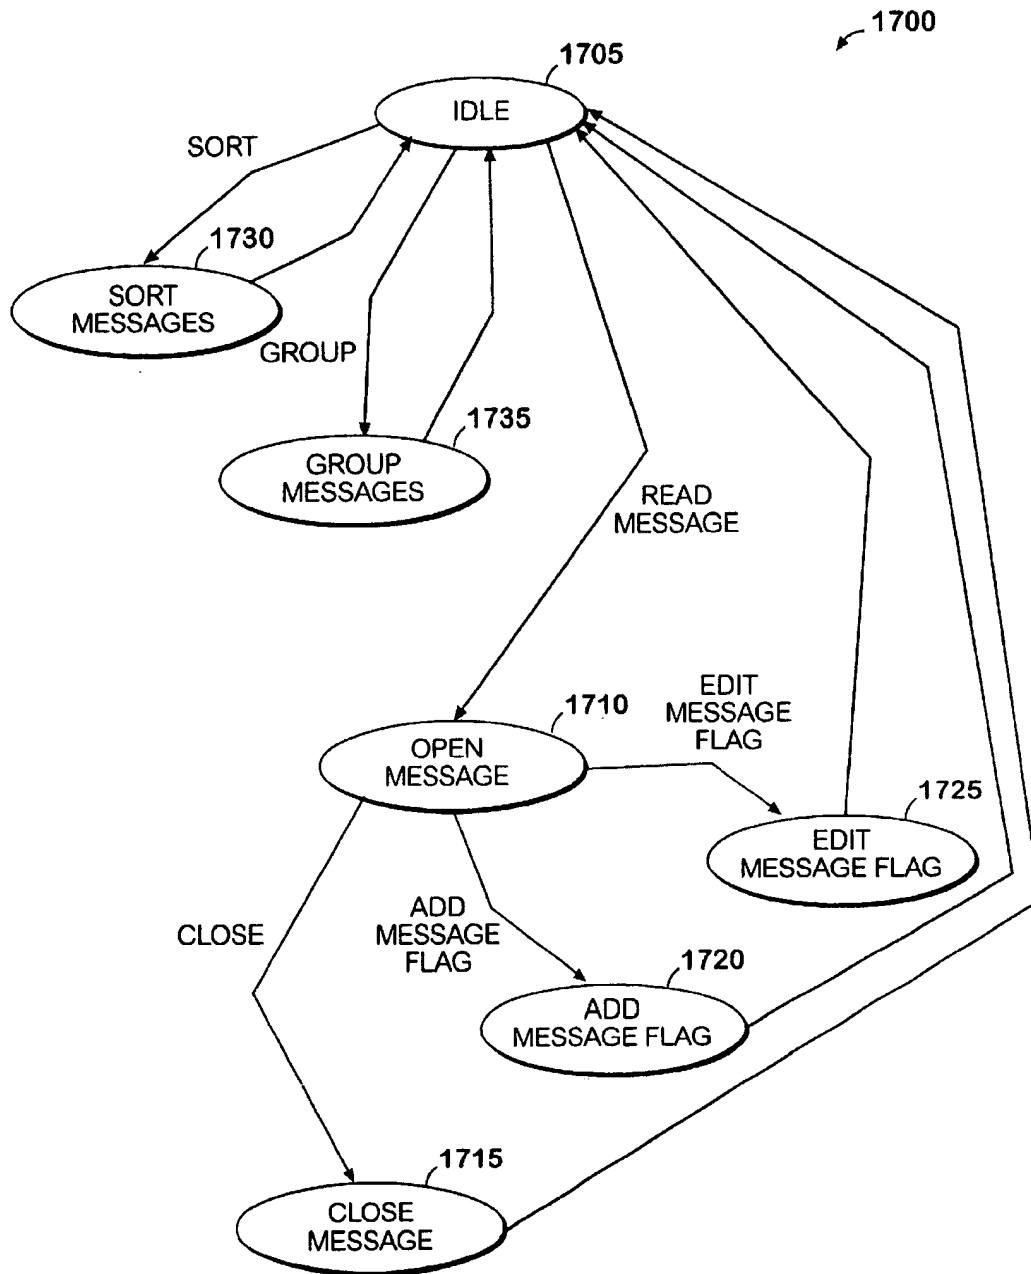 1700
1705
IDLE
SORT
1730
SORT
MESSAGES
GROUP
1735
GROUP
MESSAGES
READ
MESSAGE
1710
OPEN
MESSAGE
EDIT
MESSAGE
FLAG
1725
EDIT
MESSAGE FLAG
CLOSE
ADD
MESSAGE
FLAG
1720
ADD
MESSAGE FLAG
1715
CLOSE
MESSAGE